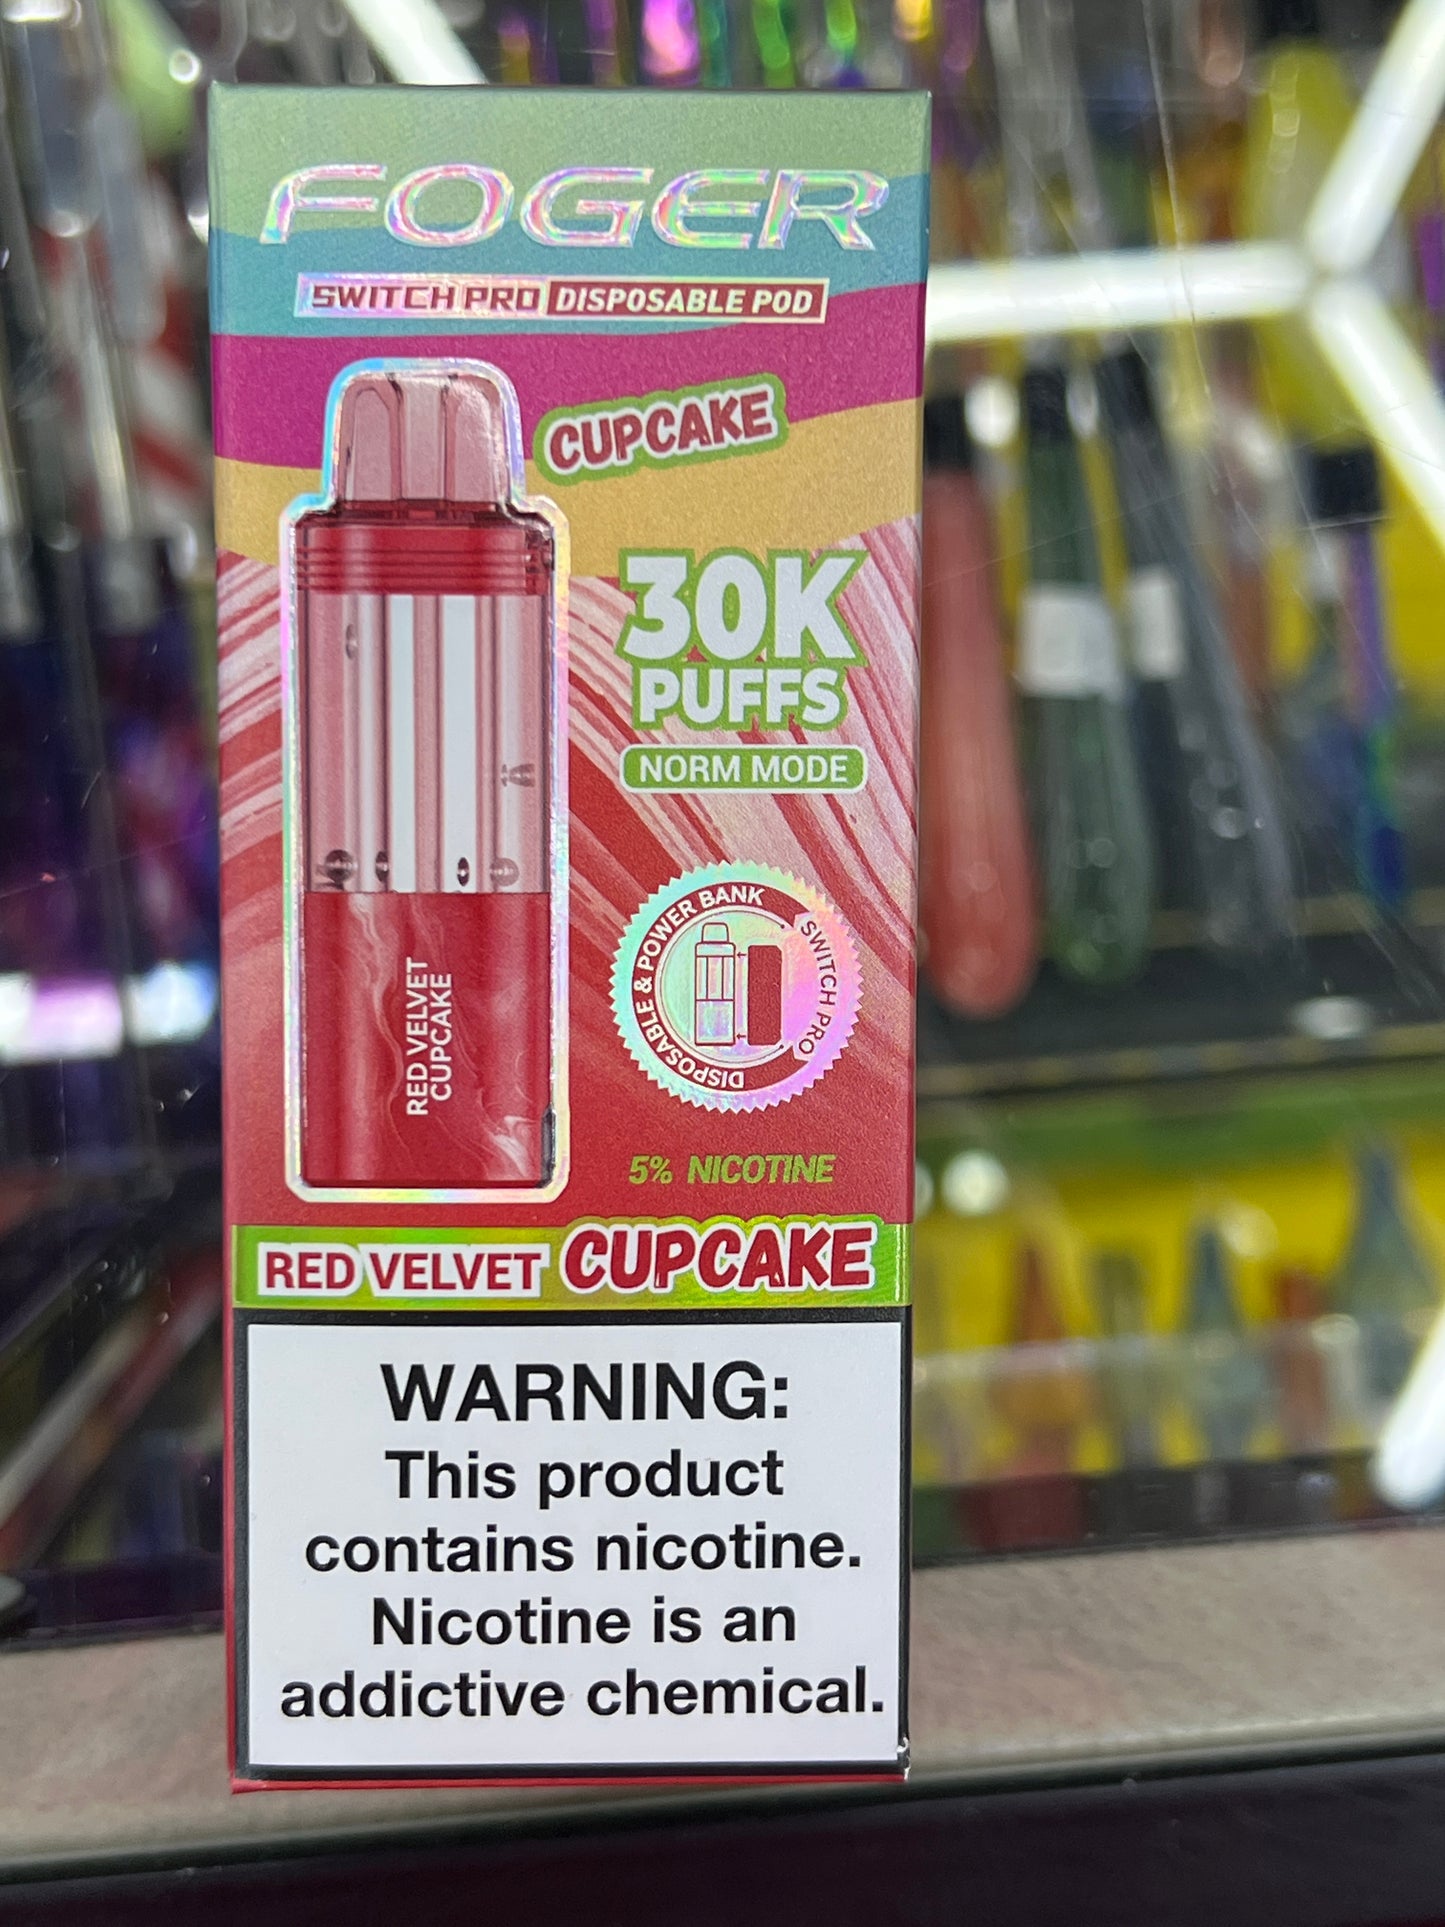 FOGER
SWITCH PRO DISPOSABLE POD
CUPCAKE
30K
PUFFS
NORM MODE
RED VELVET
CUPCAKE
DISPOSABLE & POWER BANK
SWITCH PRO
5% NICOTINE
RED VELVET CUPCAKE
WARNING:
This product
contains nicotine.
Nicotine is an
addictive chemical.